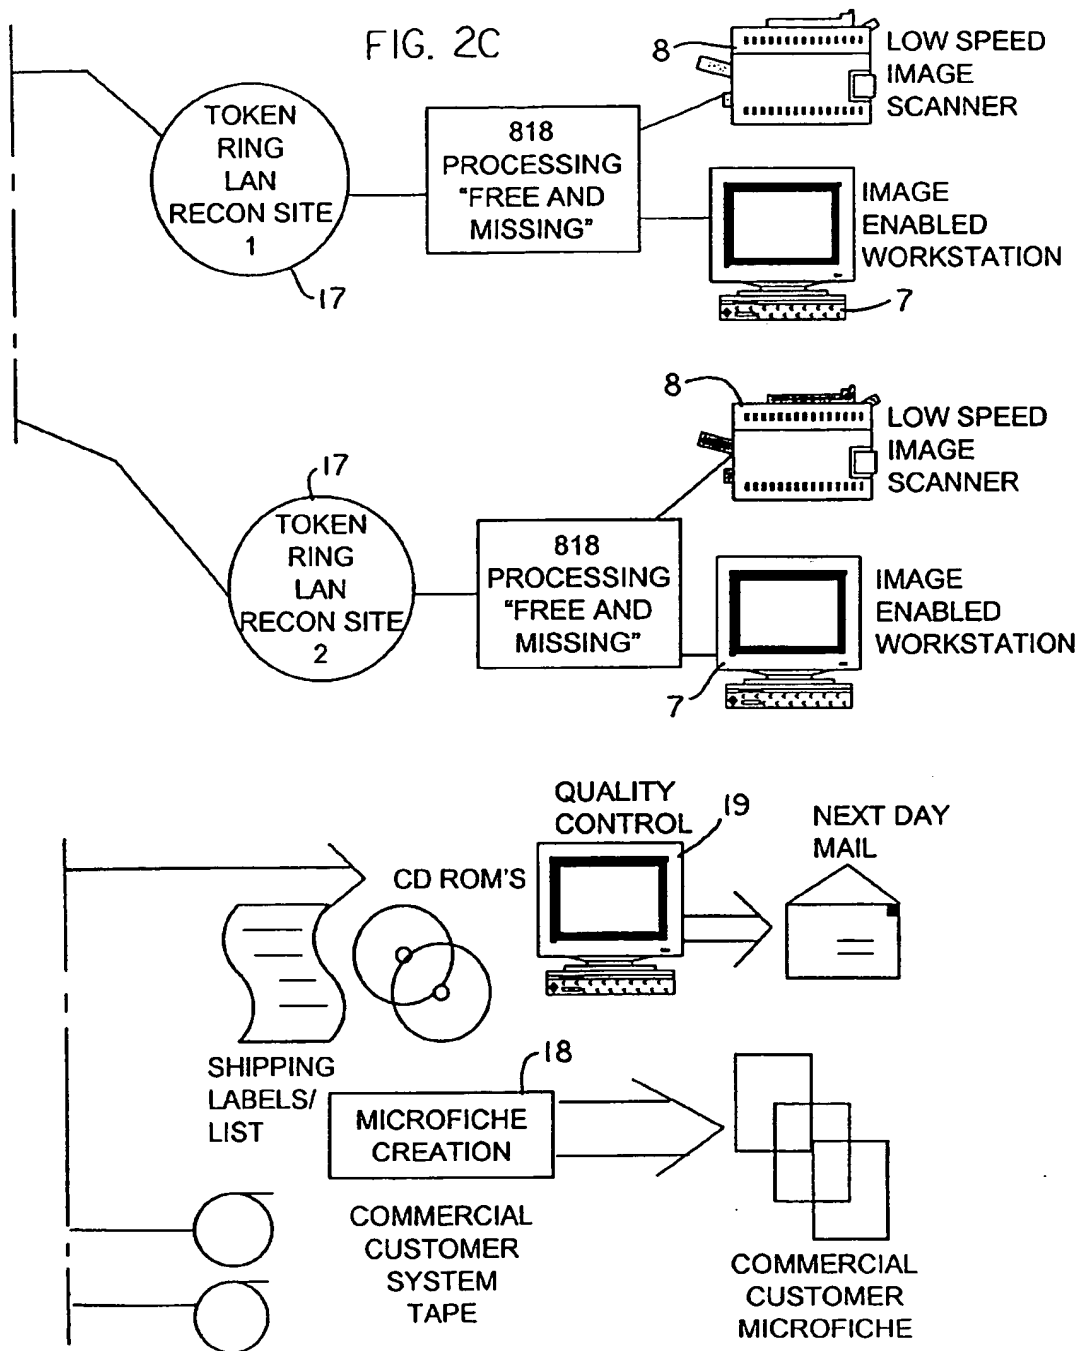 FIG. 2C
TOKEN
RING
LAN
RECON SITE
1
17
818
PROCESSING
"FREE AND
MISSING"
8
LOW SPEED
IMAGE
SCANNER
IMAGE
ENABLED
WORKSTATION
7
17
TOKEN
RING
LAN
RECON SITE
2
818
PROCESSING
"FREE AND
MISSING"
8
LOW SPEED
IMAGE
SCANNER
IMAGE
ENABLED
WORKSTATION
7
CD ROM'S
QUALITY
CONTROL
19
NEXT DAY
MAIL
SHIPPING
LABELS/
LIST
18
MICROFICHE
CREATION
COMMERCIAL
CUSTOMER
SYSTEM
TAPE
COMMERCIAL
CUSTOMER
MICROFICHE